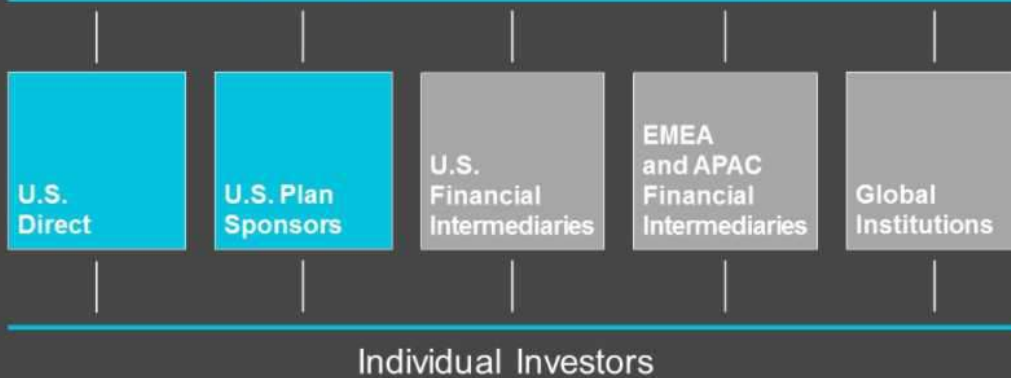 U.S.
Direct
U.S. Plan
Sponsors
U.S.
Financial
Intermediaries
EMEA
and APAC
Financial
Intermediaries
Global
Institutions
Individual Investors